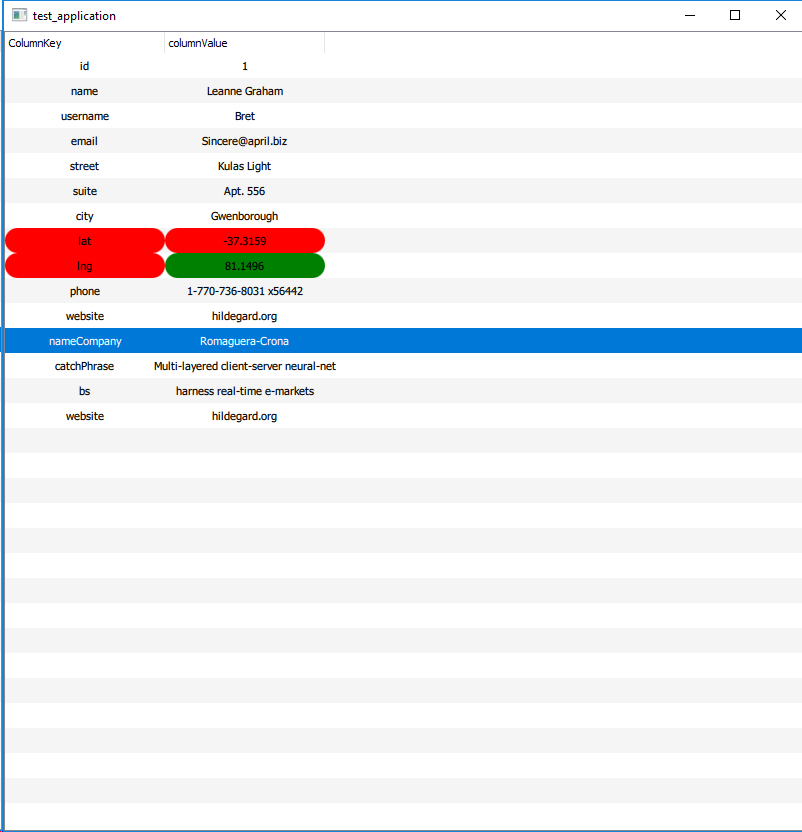 test_application
ColumnKey columnValue
id 1
name Leanne Graham
username Bret
email Sincere@april.biz
street Kulas Light
suite Apt. 556
city Gwenborough
lat -37.3159
lng 81.1496
phone 1-770-736-8031 x56442
website hildegard.org
nameCompany Romaguera-Crona
catchPhrase Multi-layered client-server neural-net
bs harness real-time e-markets
website hildegard.org